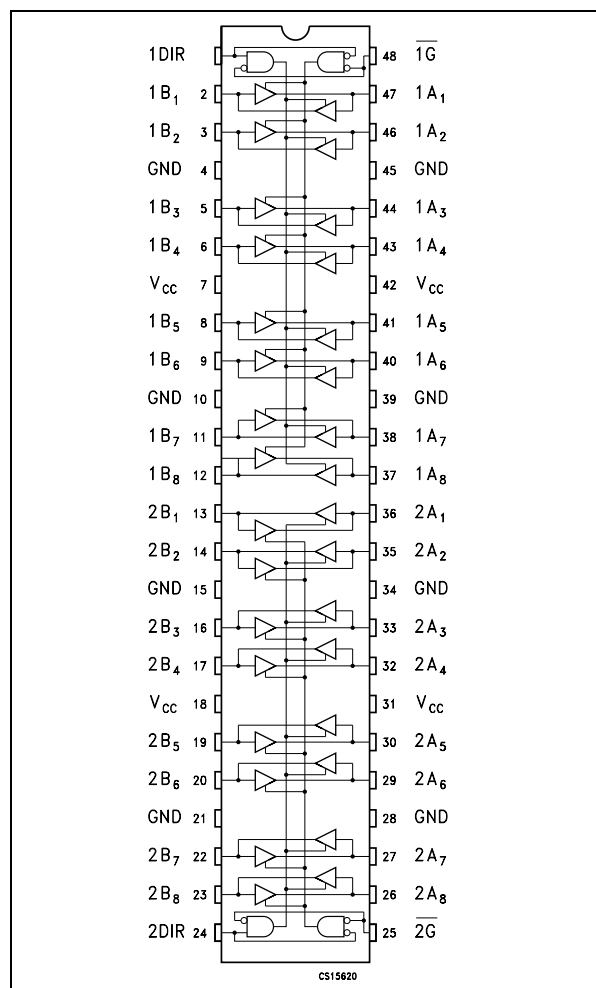 1DIR 1 48 1G
1B1 2 47 1A1
1B2 3 46 1A2
GND 4 45 GND
1B3 5 44 1A3
1B4 6 43 1A4
VCC 7 42 VCC
1B5 8 41 1A5
1B6 9 40 1A6
GND 10 39 GND
1B7 11 38 1A7
1B8 12 37 1A8
2B1 13 36 2A1
2B2 14 35 2A2
GND 15 34 GND
2B3 16 33 2A3
2B4 17 32 2A4
VCC 18 31 VCC
2B5 19 30 2A5
2B6 20 29 2A6
GND 21 28 GND
2B7 22 27 2A7
2B8 23 26 2A8
2DIR 24 25 2G
CS15620